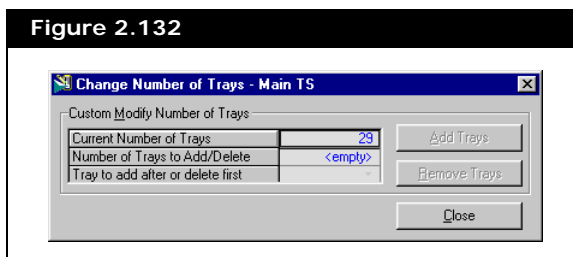 Figure 2.132
Change Number of Trays - Main TS
Custom Modify Number of Trays
Current Number of Trays 29
Add Trays
Number of Trays to Add/Delete <empty>
Tray to add after or delete first
Remove Trays
Close